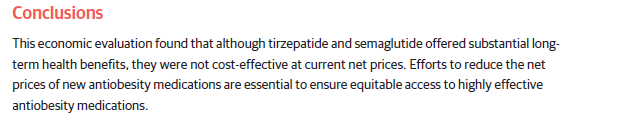 Conclusions
This economic evaluation found that although tirzepatide and semaglutide offered substantial long-
term health benefits, they were not cost-effective at current net prices. Efforts to reduce the net
prices of new antiobesity medications are essential to ensure equitable access to highly effective
antiobesity medications.